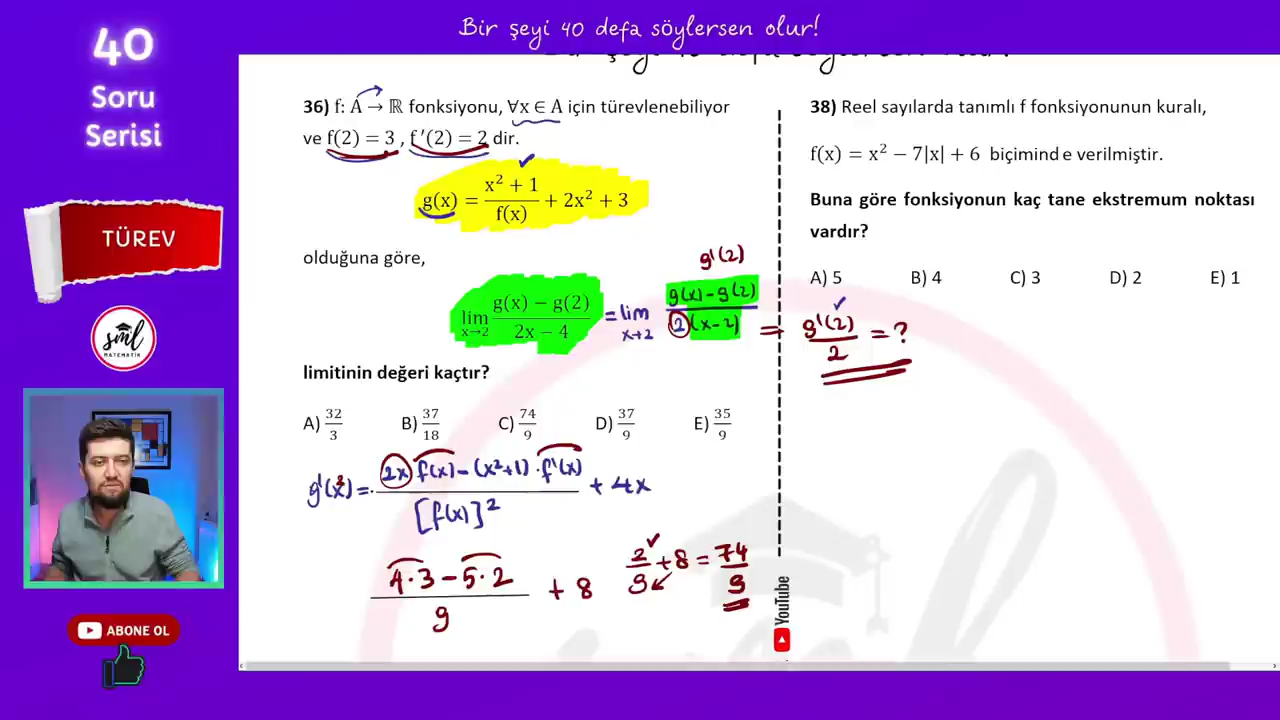 Bir şeyi 40 defa söylersen olur!
40
Soru
Serisi
TÜREV
sml
MATEMATİK
ABONE OL
36) f: A → ℝ fonksiyonu, ∀x ∈ A için türevlenebiliyor
ve f(2) = 3 , f ′(2) = 2 dir.
g(x) = (x² + 1)/f(x) + 2x² + 3
olduğuna göre,
lim x→2 (g(x) − g(2))/(2x − 4) = lim x→2 (g(x) − g(2))/(2(x−2)) = g'(2)/2 = ?
g'(2)
limitinin değeri kaçtır?
A) 32/3 B) 37/18 C) 74/9 D) 37/9 E) 35/9
g'(x) = (2x f(x) − (x²+1) · f'(x))/[f(x)]² + 4x
(4·3 − 5·2)/9 + 8
2/9 + 8 = 74/9
38) Reel sayılarda tanımlı f fonksiyonunun kuralı,
f(x) = x² − 7|x| + 6 biçiminde verilmiştir.
Buna göre fonksiyonun kaç tane ekstremum noktası
vardır?
A) 5 B) 4 C) 3 D) 2 E) 1
YouTube